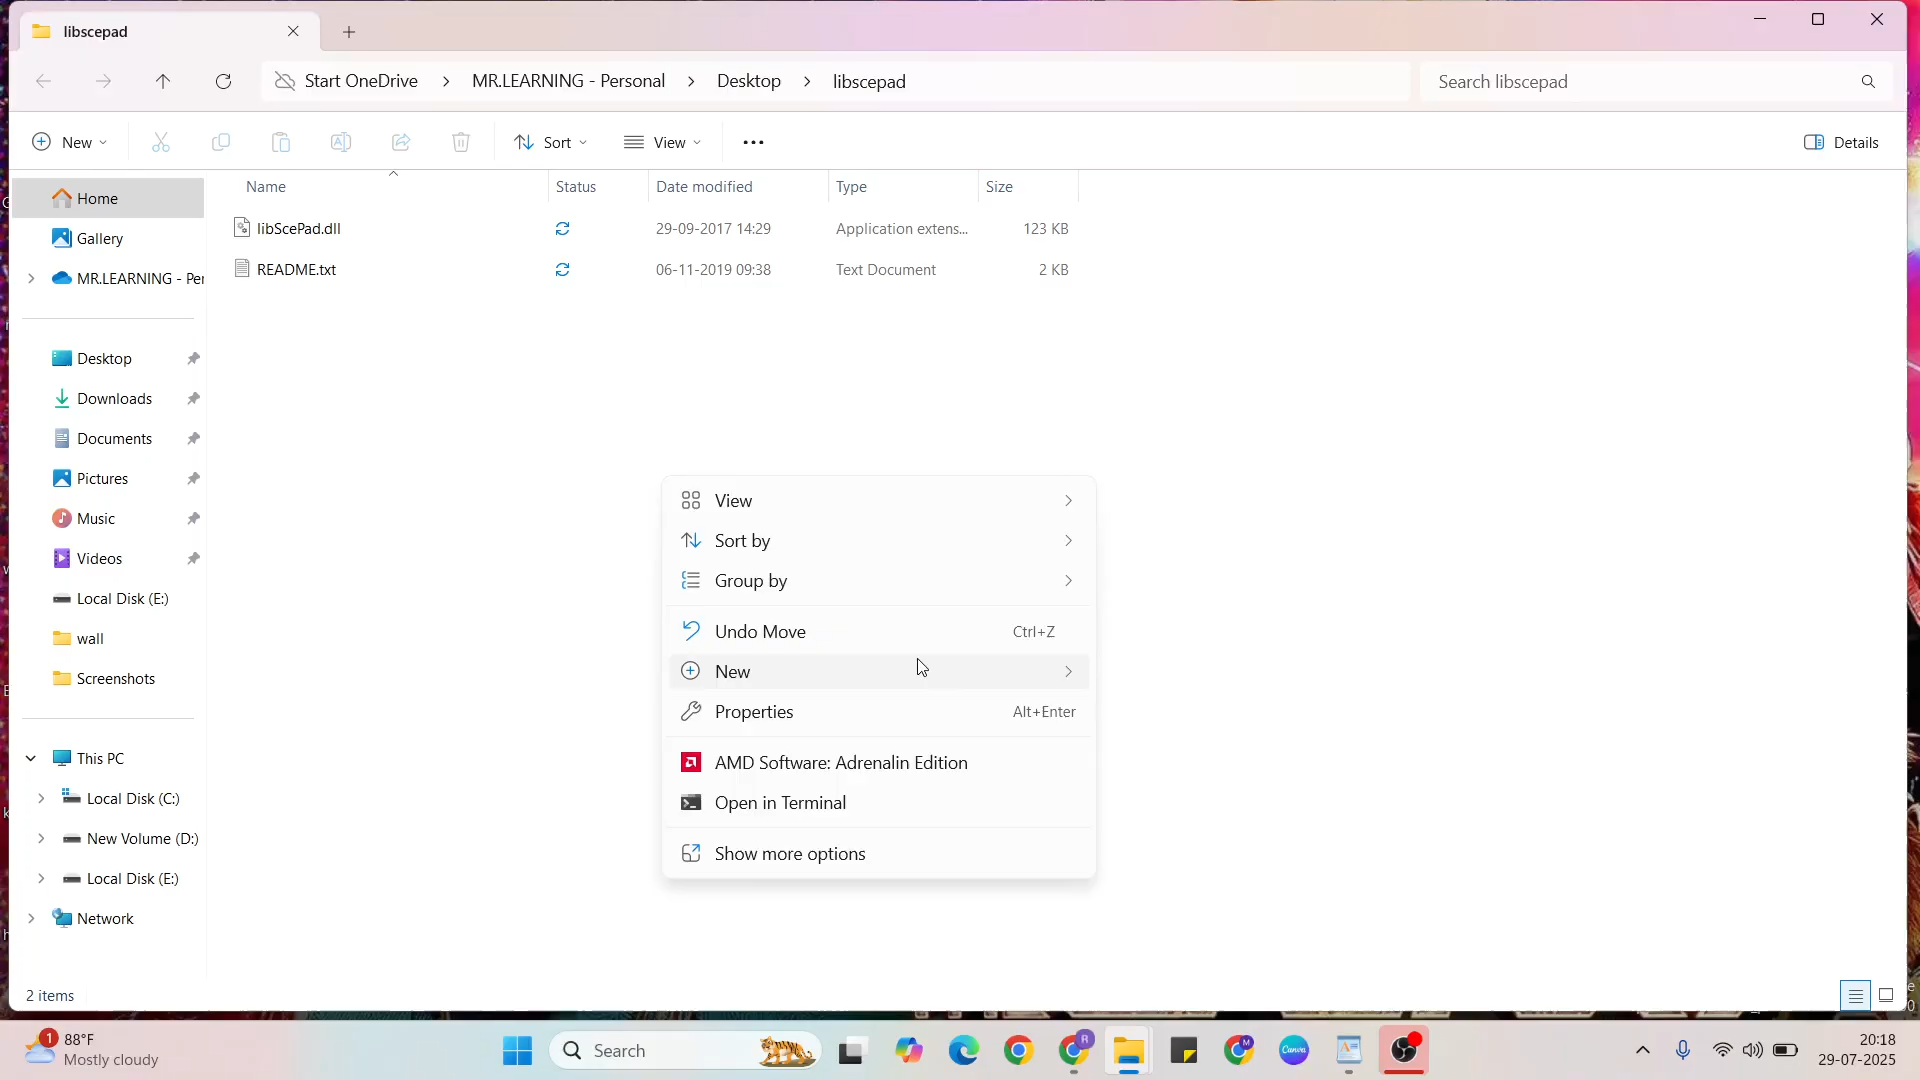 libscepad
Start OneDrive > MR.LEARNING - Personal > Desktop > libscepad
Search libscepad
New
Sort
View
Details
Name Status Date modified Type Size
libScePad.dll 29-09-2017 14:29 Application extens... 123 KB
README.txt 06-11-2019 09:38 Text Document 2 KB
Home
Gallery
MR.LEARNING - Per
Desktop
Downloads
Documents
Pictures
Music
Videos
Local Disk (E:)
wall
Screenshots
This PC
Local Disk (C:)
New Volume (D:)
Local Disk (E:)
Network
View
Sort by
Group by
Undo Move Ctrl+Z
New
Properties Alt+Enter
AMD Software: Adrenalin Edition
Open in Terminal
Show more options
2 items
1
88°F
Mostly cloudy
Search
R
M
Canva
20:18
29-07-2025